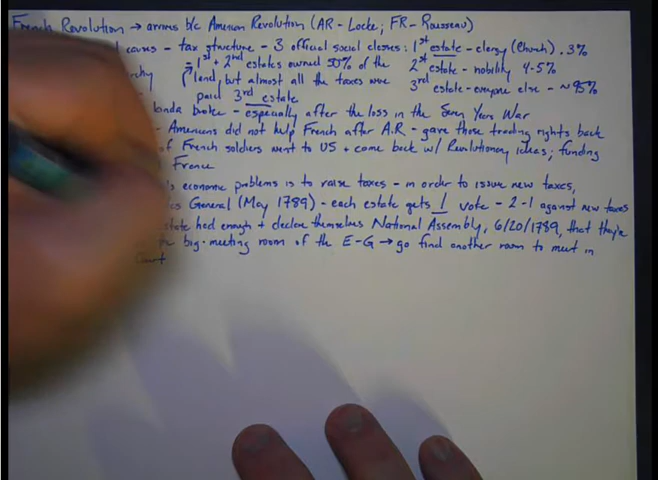 French Revolution → arrives b/c American Revolution (AR - Locke; FR - Rousseau)
causes - tax structure - 3 official social classes: 1st estate - clergy (Church) .3%
- 1st + 2nd estates owned 50% of the 2nd estate - nobility 4-5%
land, but almost all the taxes were 3rd estate - everyone else - ~95%
paid 3rd estate
broke - especially after the loss in the Seven Years War
- Americans did not help French after A.R - gave those trading rights back
of French soldiers went to US + come back w/ Revolutionary ideas; funding
France
's economic problems is to raise taxes - in order to issue new taxes,
General (May 1789) - each estate gets 1 vote - 2-1 against new taxes
had enough + declare themselves National Assembly, 6/20/1789, that they're
big meeting room of the E-G → go find another room to meet in
Court